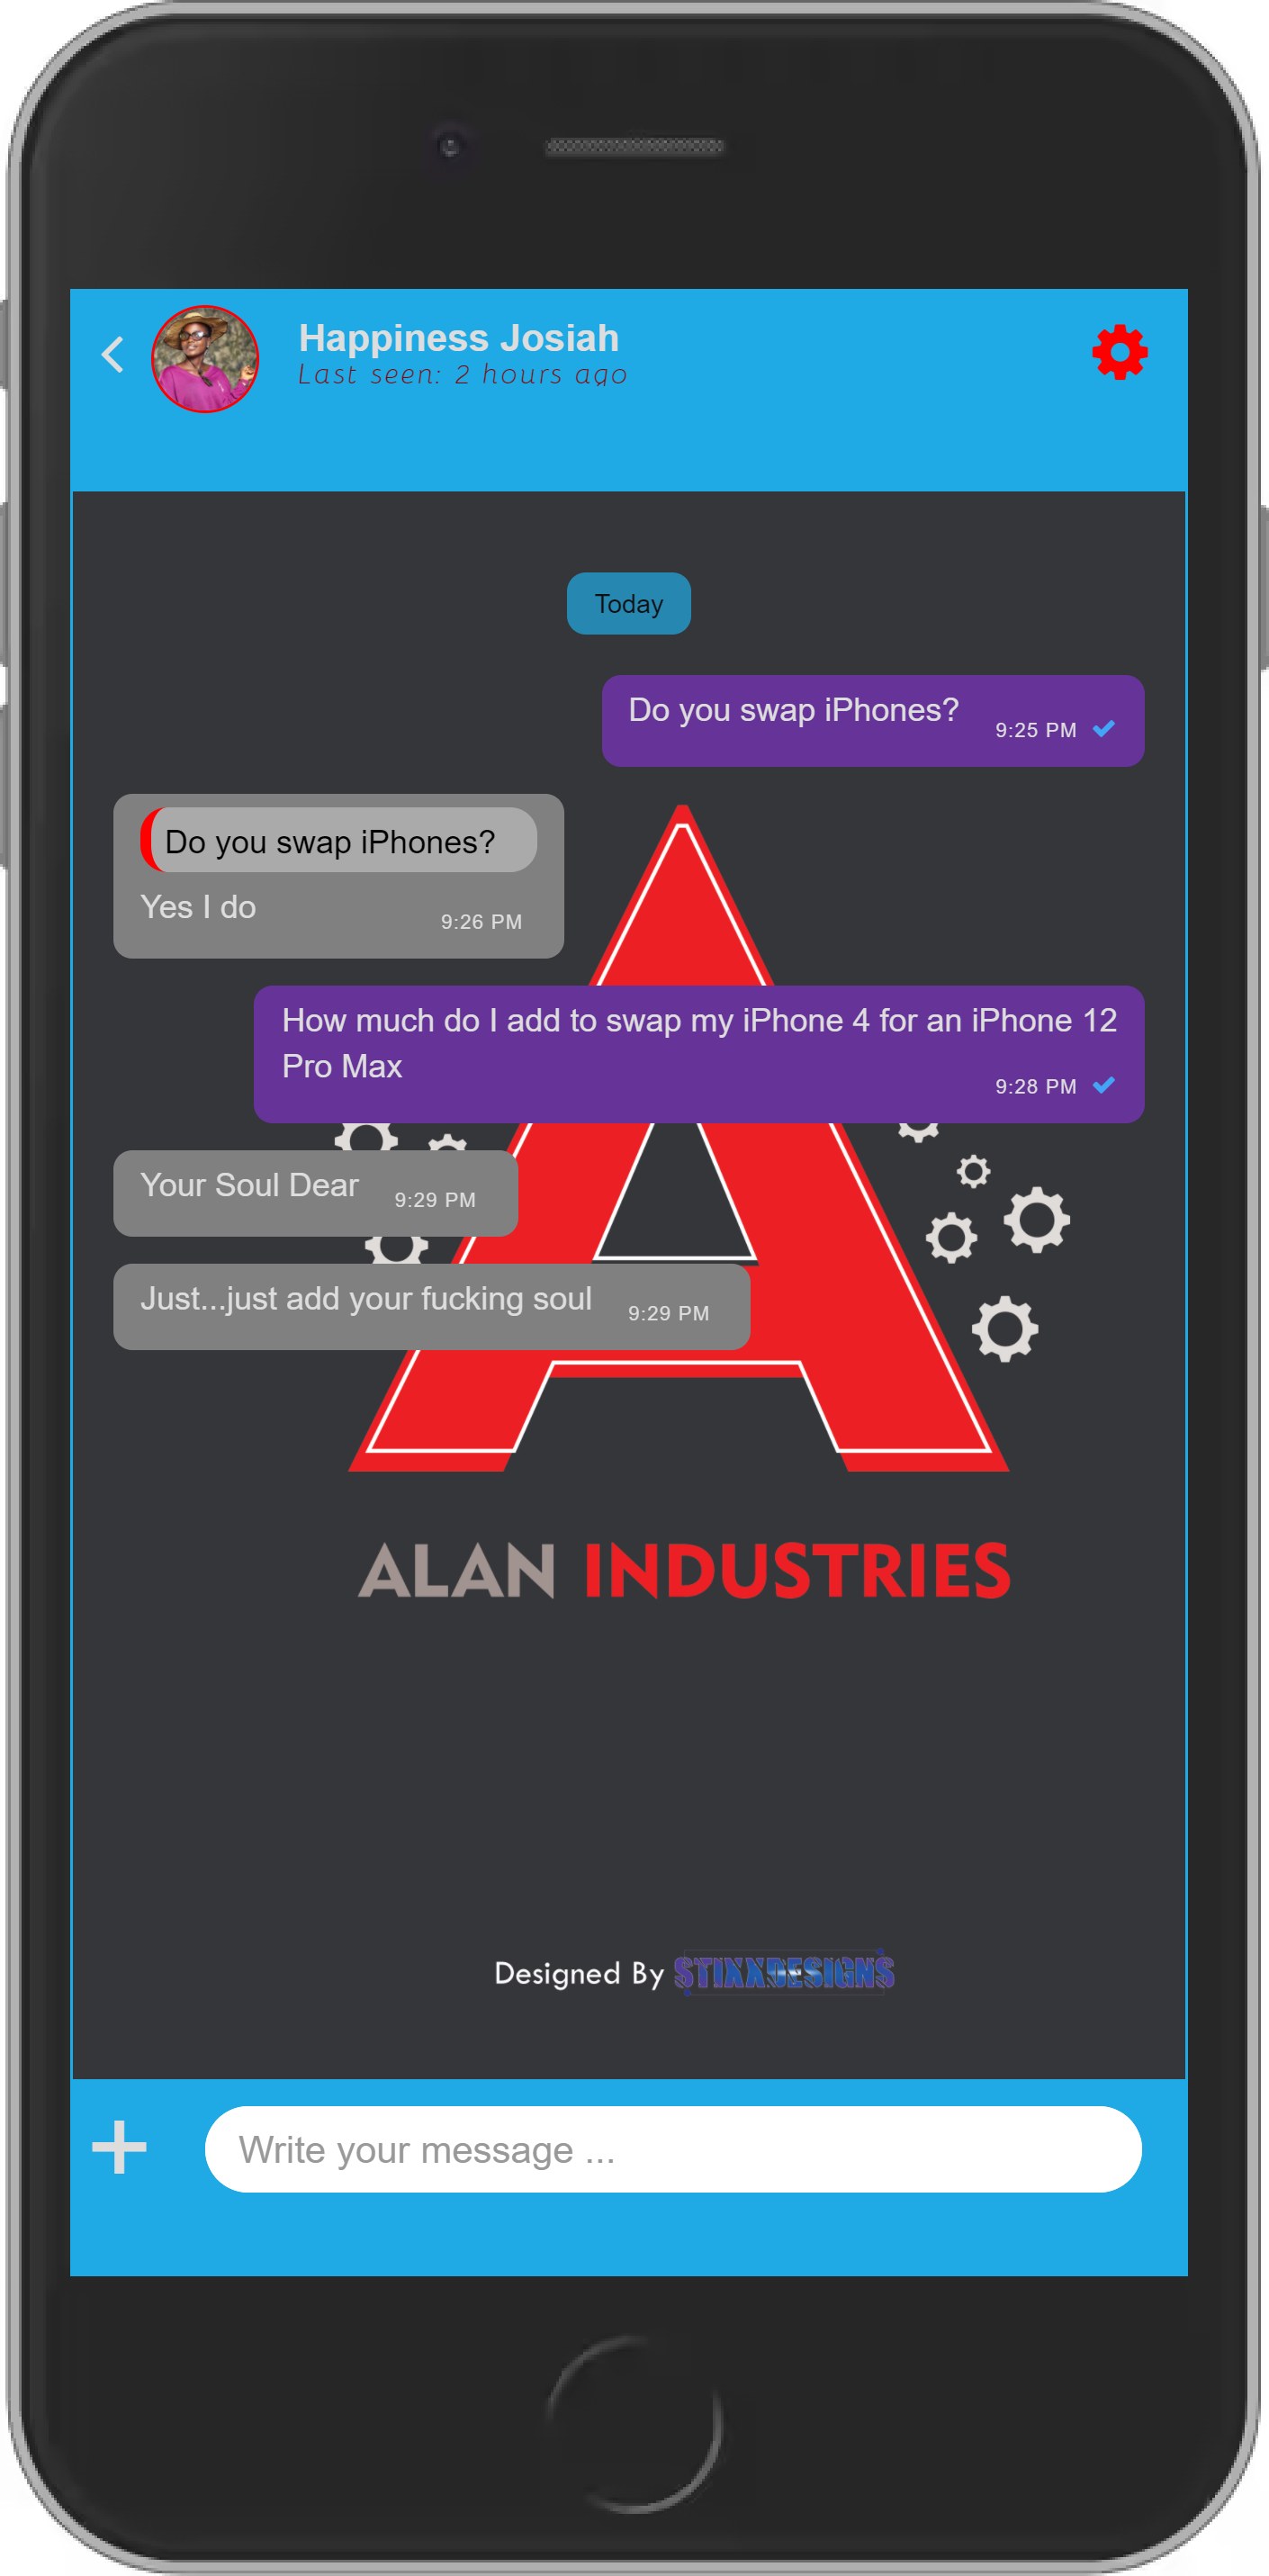 Happiness Josiah
Last seen: 2 hours ago
Today
Do you swap iPhones?
9:25 PM
Do you swap iPhones?
Yes I do
9:26 PM
How much do I add to swap my iPhone 4 for an iPhone 12
Pro Max
9:28 PM
Your Soul Dear
9:29 PM
Just...just add your fucking soul
9:29 PM
A
ALAN INDUSTRIES
Designed By STIXXDESIGNS
Write your message ...